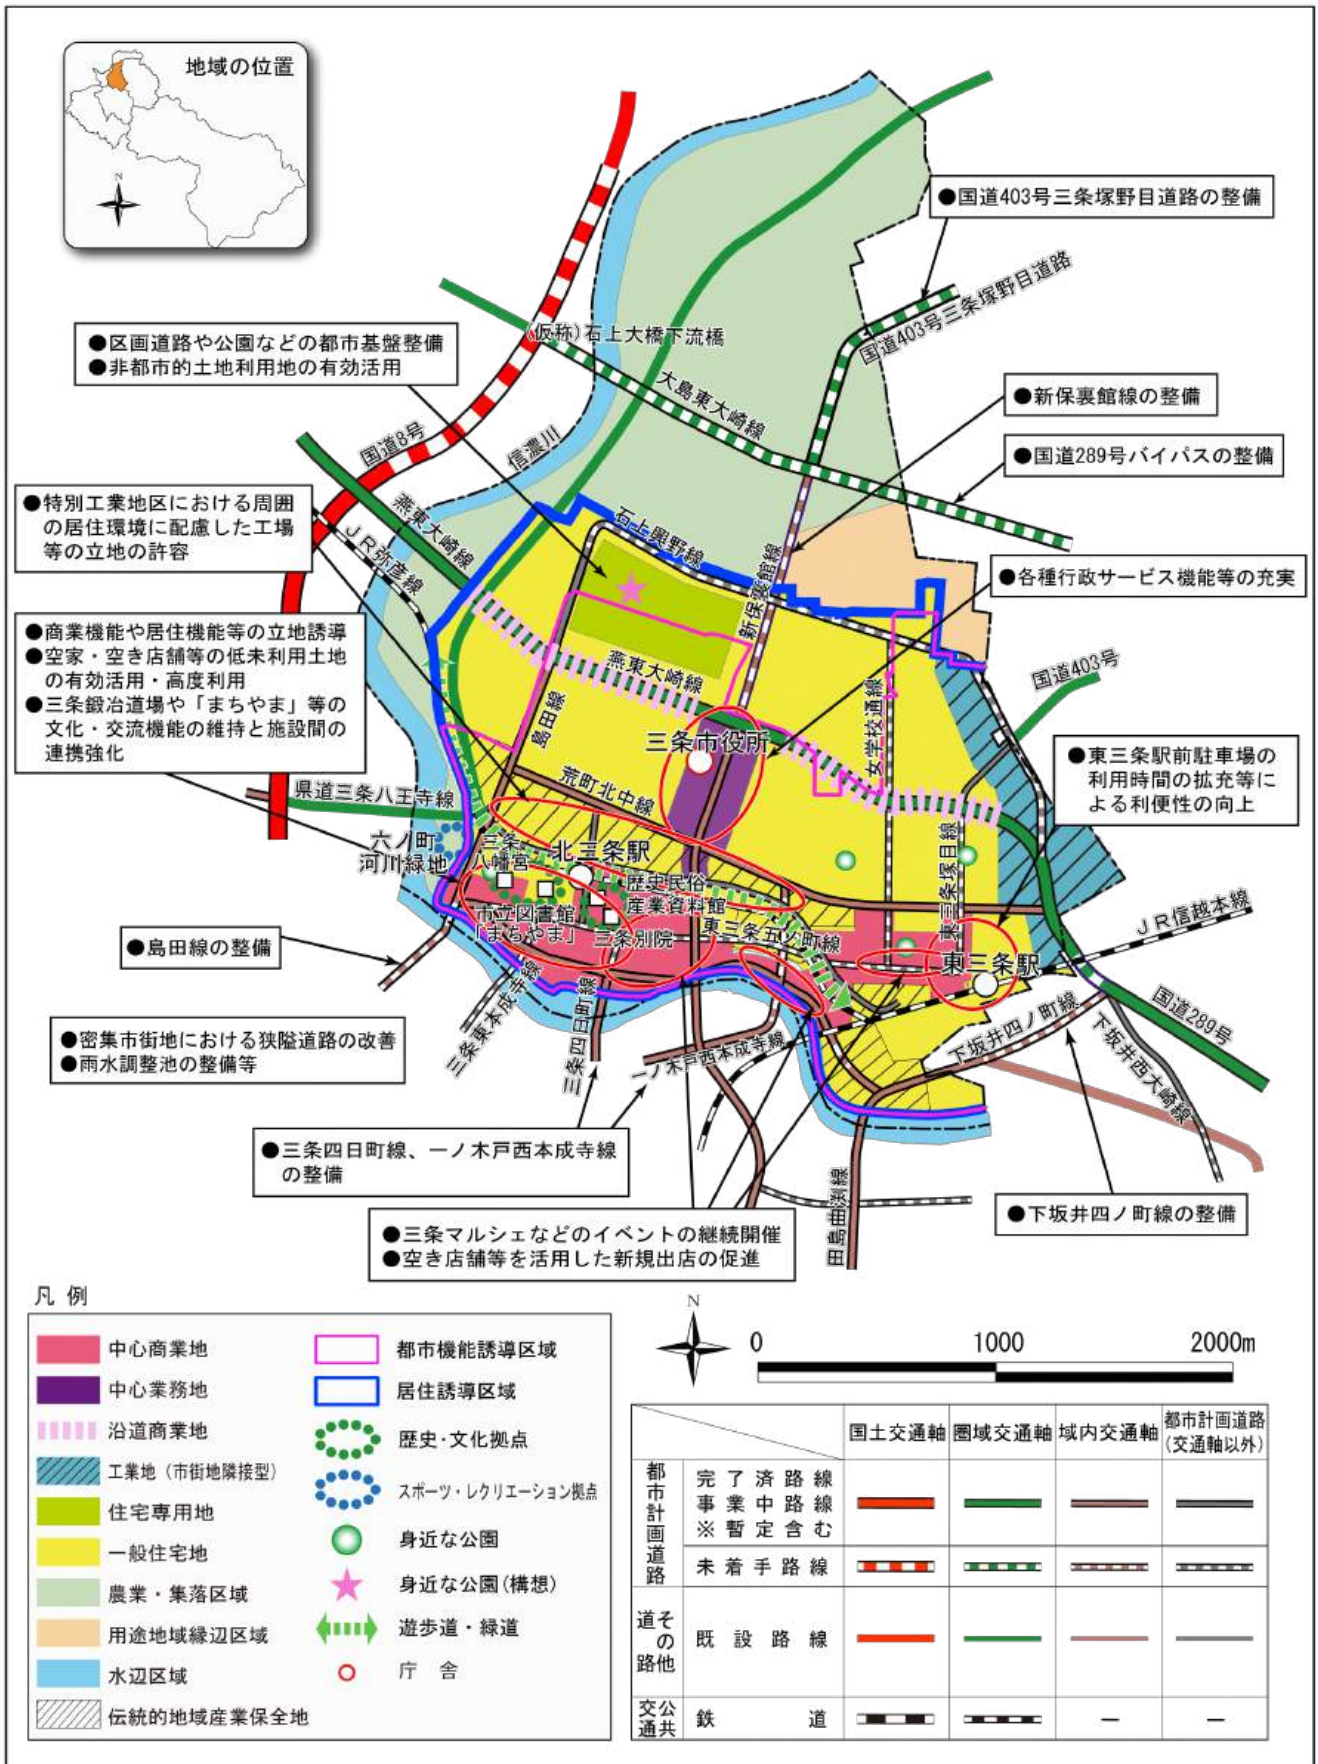 地域の位置
N
●国道403号三条塚野目道路の整備
国道403号三条塚野目道路
(仮称)石上大橋下流橋
●区画道路や公園などの都市基盤整備
●非都市的土地利用地の有効活用
大島東大崎線
●新保裏館線の整備
国道8号
信濃川
●国道289号バイパスの整備
●特別工業地区における周囲
の居住環境に配慮した工場
等の立地の許容
燕東大崎線
JR弥彦線
石上興野線
新保裏館線
●各種行政サービス機能等の充実
●商業機能や居住機能等の立地誘導
●空家・空き店舗等の低未利用土地
の有効活用・高度利用
●三条鍛冶道場や「まちやま」等の
文化・交流機能の維持と施設間の
連携強化
燕東大崎線
島田線
女学校通線
国道403号
三条市役所
●東三条駅前駐車場の
利用時間の拡充等に
よる利便性の向上
荒町北中線
県道三条八王寺線
六ノ町
河川緑地
三条
八幡宮
北三条駅
歴史民俗
産業資料館
東三条塚目線
市立図書館
「まちやま」
三条別院
東三条五ノ町線
JR信越本線
東三条駅
●島田線の整備
三条東本成寺線
三条四日町線
一ノ木戸西本成寺線
下坂井四ノ町線
下坂井西大崎線
国道289号
●密集市街地における狭隘道路の改善
●雨水調整池の整備等
●三条四日町線、一ノ木戸西本成寺線
の整備
田島曲渕線
●下坂井四ノ町線の整備
●三条マルシェなどのイベントの継続開催
●空き店舗等を活用した新規出店の促進
凡 例
中心商業地
中心業務地
沿道商業地
工業地（市街地隣接型）
住宅専用地
一般住宅地
農業・集落区域
用途地域縁辺区域
水辺区域
伝統的地域産業保全地
都市機能誘導区域
居住誘導区域
歴史・文化拠点
スポーツ・レクリエーション拠点
身近な公園
身近な公園(構想)
遊歩道・緑道
庁 舎
N
0 1000 2000m
国土交通軸 圏域交通軸 域内交通軸 都市計画道路
(交通軸以外)
都市計画道路
完了済路線
事業中路線
※暫定含む
未着手路線
その他道路
既設路線
公共交通
鉄道 — —